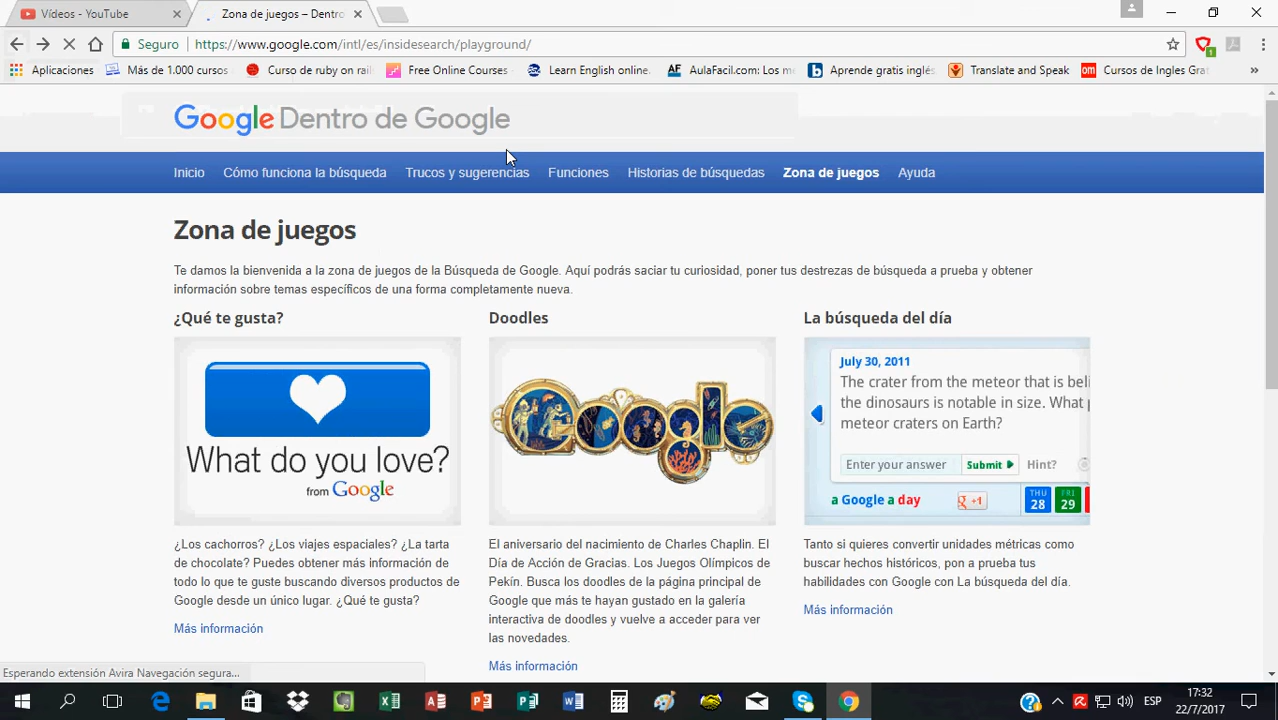 Vídeos - YouTube
Zona de juegos – Dentro
Seguro
https://www.google.com/intl/es/insidesearch/playground/
Aplicaciones
Más de 1.000 cursos
Curso de ruby on rail
Free Online Courses
Learn English online
AulaFacil.com: Los me
Aprende gratis inglés
Translate and Speak
Cursos de Ingles Grat
»
Google Dentro de Google
Inicio
Cómo funciona la búsqueda
Trucos y sugerencias
Funciones
Historias de búsquedas
Zona de juegos
Ayuda
Zona de juegos
Te damos la bienvenida a la zona de juegos de la Búsqueda de Google. Aquí podrás saciar tu curiosidad, poner tus destrezas de búsqueda a prueba y obtener
información sobre temas específicos de una forma completamente nueva.
¿Qué te gusta?
What do you love?
from Google
¿Los cachorros? ¿Los viajes espaciales? ¿La tarta
de chocolate? Puedes obtener más información de
todo lo que te guste buscando diversos productos de
Google desde un único lugar. ¿Qué te gusta?
Más información
Doodles
Google
El aniversario del nacimiento de Charles Chaplin. El
Día de Acción de Gracias. Los Juegos Olímpicos de
Pekín. Busca los doodles de la página principal de
Google que más te hayan gustado en la galería
interactiva de doodles y vuelve a acceder para ver
las novedades.
Más información
La búsqueda del día
July 30, 2011
The crater from the meteor that is beli
the dinosaurs is notable in size. What p
meteor craters on Earth?
Enter your answer
Submit
Hint?
a Google a day
g +1
THU
28
FRI
29
Tanto si quieres convertir unidades métricas como
buscar hechos históricos, pon a prueba tus
habilidades con Google con La búsqueda del día.
Más información
Esperando extensión Avira Navegación segura...
ESP
17:32
22/7/2017